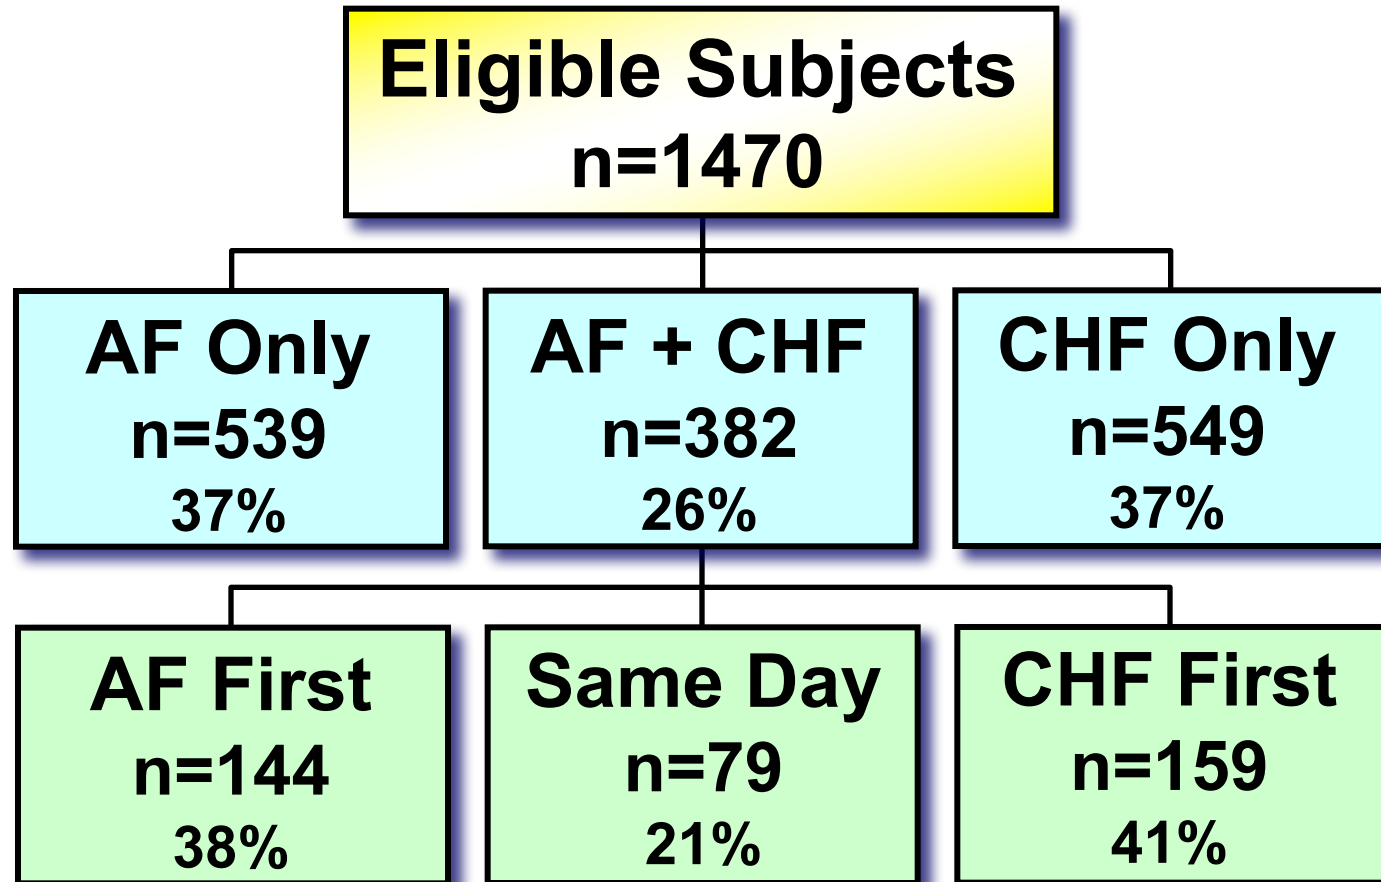 Eligible Subjects
n=1470
AF Only
n=539
37%
AF + CHF
n=382
26%
CHF Only
n=549
37%
AF First
n=144
38%
Same Day
n=79
21%
CHF First
n=159
41%